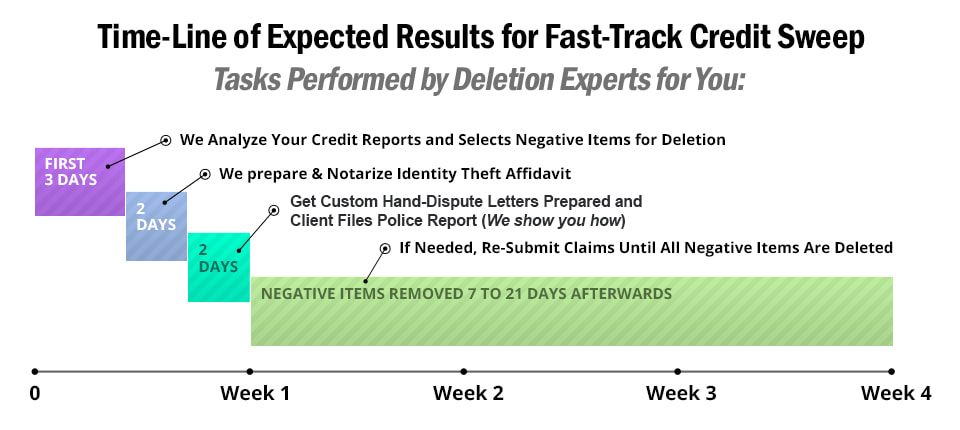 Time-Line of Expected Results for Fast-Track Credit Sweep
Tasks Performed by Deletion Experts for You:
We Analyze Your Credit Reports and Selects Negative Items for Deletion
FIRST
3 DAYS
We prepare & Notarize Identity Theft Affidavit
2
DAYS
Get Custom Hand-Dispute Letters Prepared and
Client Files Police Report (We show you how)
2
DAYS
If Needed, Re-Submit Claims Until All Negative Items Are Deleted
NEGATIVE ITEMS REMOVED 7 TO 21 DAYS AFTERWARDS
0
Week 1
Week 2
Week 3
Week 4